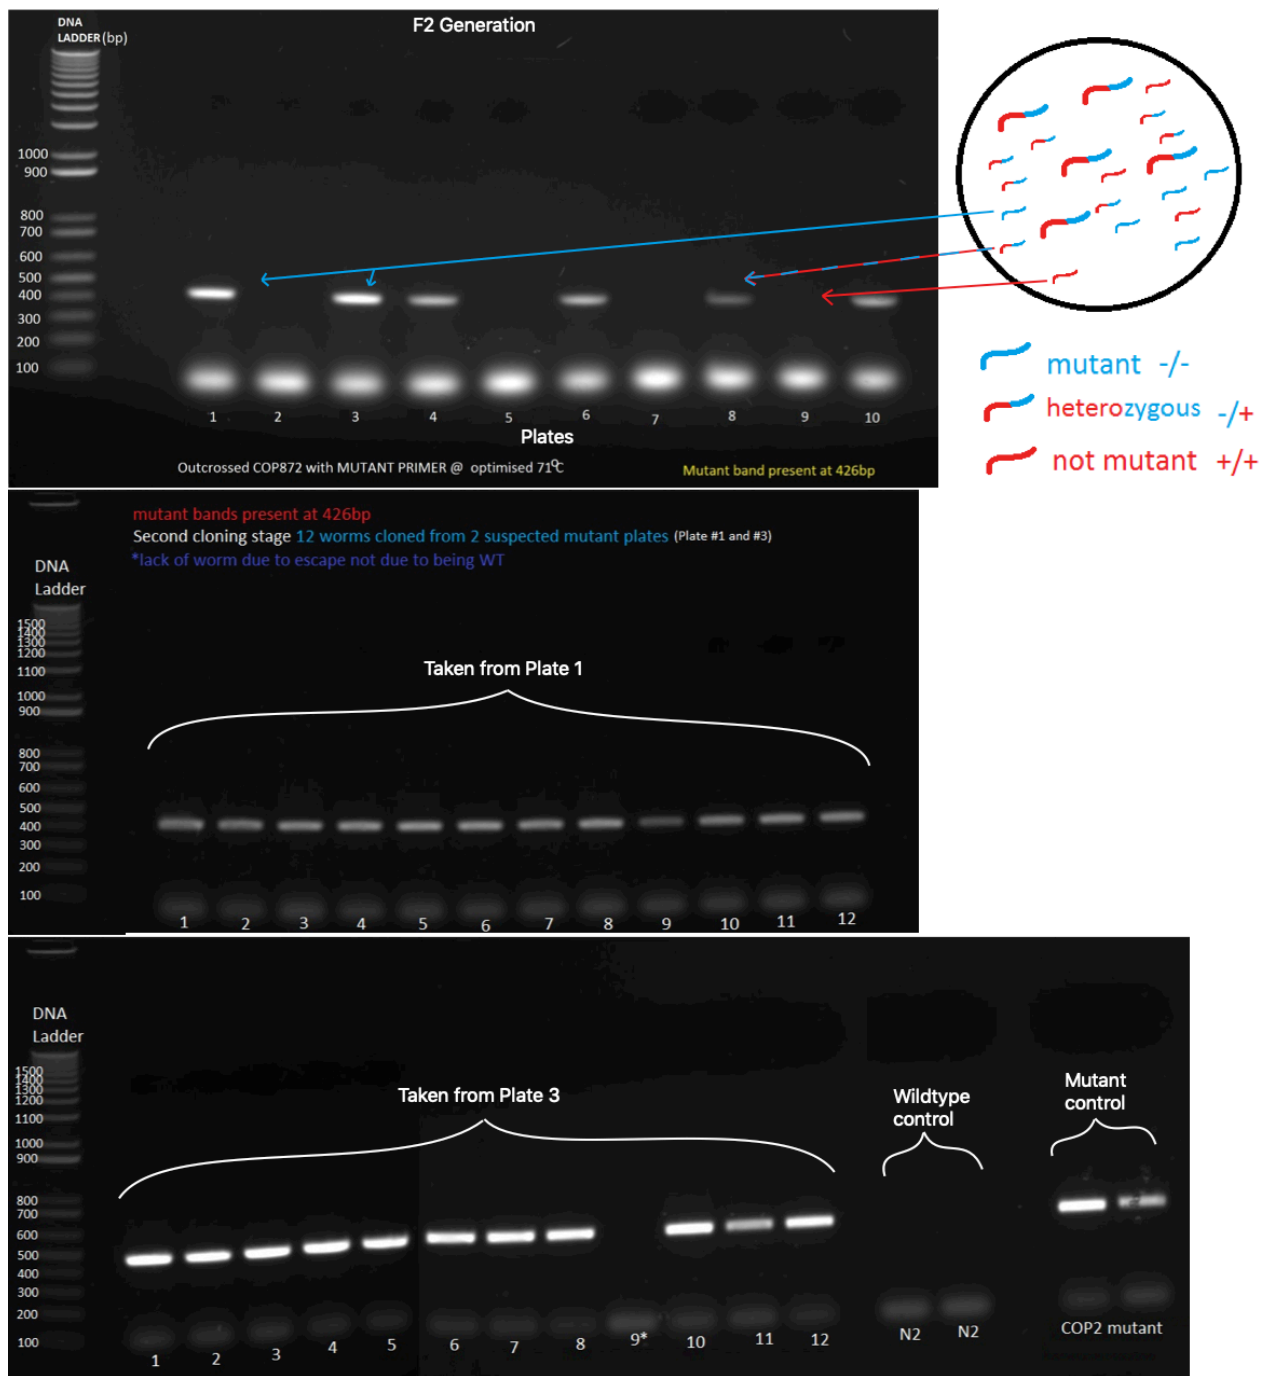 DNA
LADDER (bp)
F2 Generation
1000
900
800
700
600
500
400
300
200
100
1 2 3 4 5 6 7 8 9 10
Plates
Outcrossed COP872 with MUTANT PRIMER @ optimised 71°C
Mutant band present at 426bp
mutant -/-
heterozygous -/+
not mutant +/+
mutant bands present at 426bp
Second cloning stage 12 worms cloned from 2 suspected mutant plates (Plate #1 and #3)
*lack of worm due to escape not due to being WT
DNA
Ladder
1500
1400
1300
1200
1100
1000
900
800
700
600
500
400
300
200
100
Taken from Plate 1
1 2 3 4 5 6 7 8 9 10 11 12
DNA
Ladder
1500
1400
1300
1200
1100
1000
900
800
700
600
500
400
300
200
100
Taken from Plate 3
Wildtype
control
Mutant
control
1 2 3 4 5 6 7 8 9* 10 11 12
N2 N2
COP2 mutant